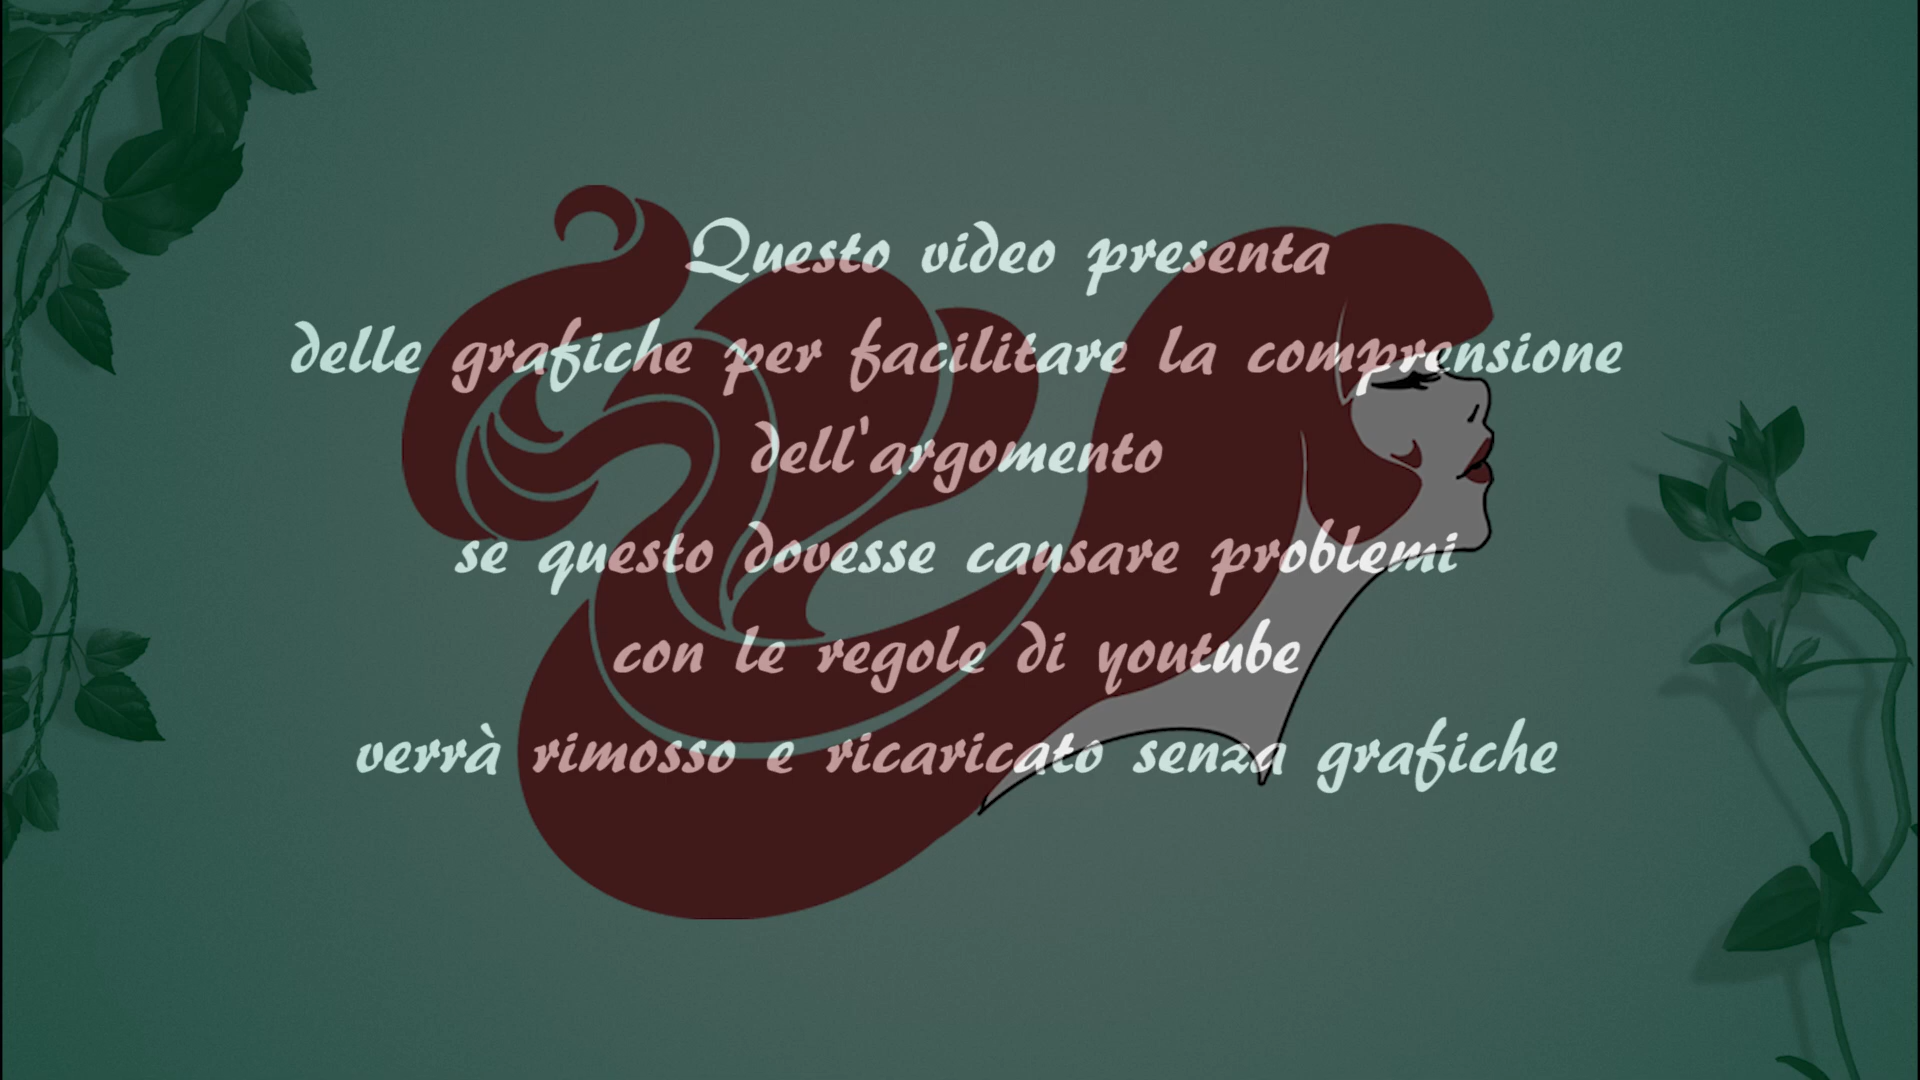 Questo video presenta
delle grafiche per facilitare la comprensione
dell'argomento
se questo dovesse causare problemi
con le regole di youtube
verrà rimosso e ricaricato senza grafiche